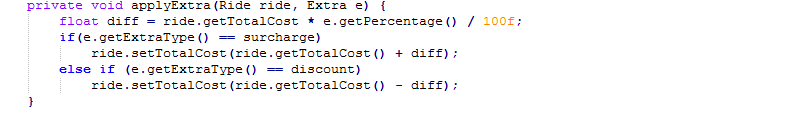 private void applyExtra(Ride ride, Extra e) {
    float diff = ride.getTotalCost * e.getPercentage() / 100f;
    if(e.getExtraType() == surcharge)
        ride.setTotalCost(ride.getTotalCost() + diff);
    else if (e.getExtraType() == discount)
        ride.setTotalCost(ride.getTotalCost() - diff);
}